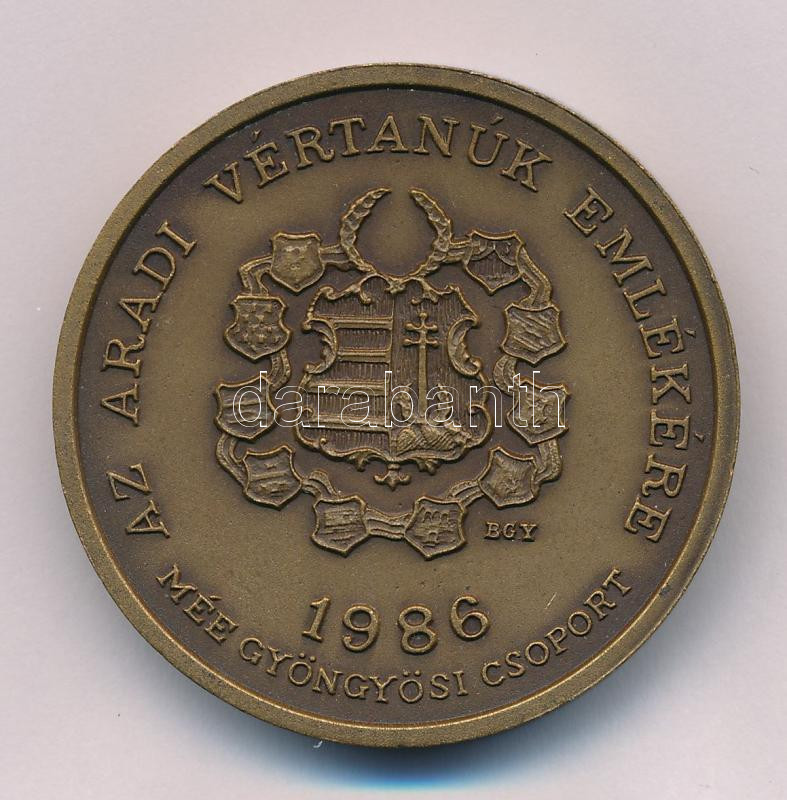 AZ ARADI VÉRTANÚK EMLÉKÉRE
darabanth
BGY
1986
MÉE GYÖNGYÖSI CSOPORT